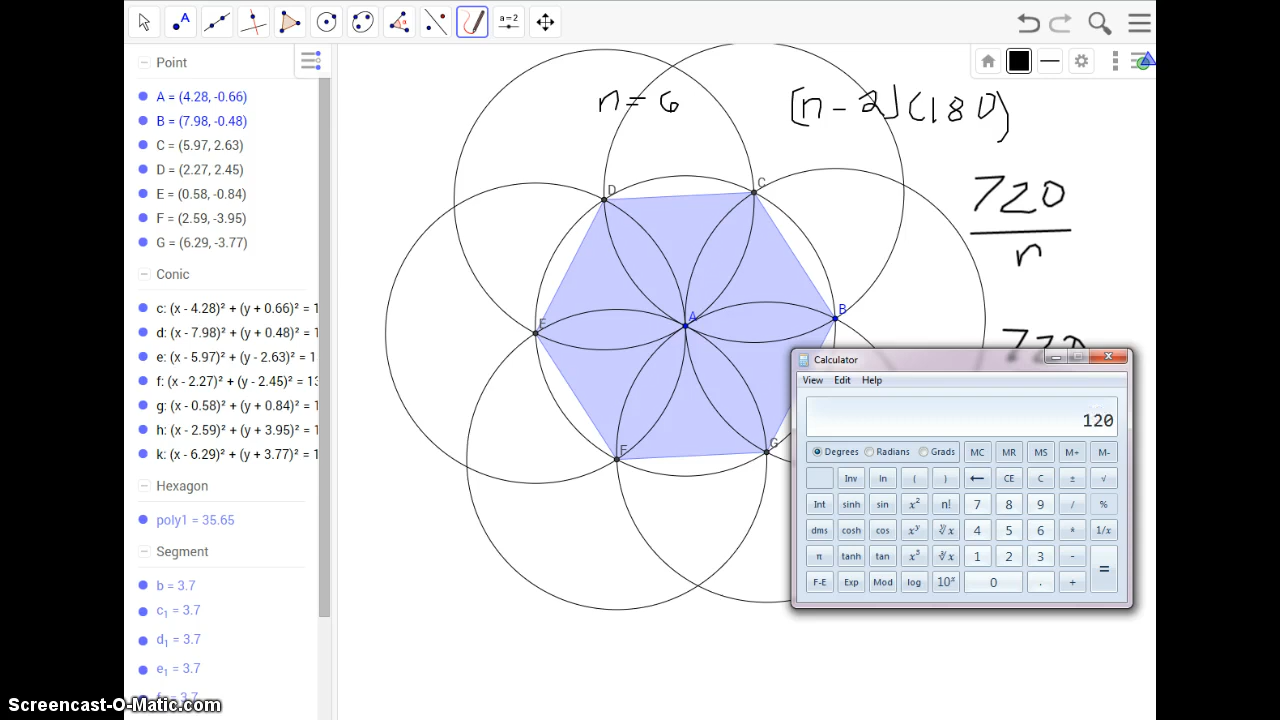 a=2
Point
A = (4.28, -0.66)
B = (7.98, -0.48)
C = (5.97, 2.63)
D = (2.27, 2.45)
E = (0.58, -0.84)
F = (2.59, -3.95)
G = (6.29, -3.77)
Conic
c: (x - 4.28)² + (y + 0.66)² = 1
d: (x - 7.98)² + (y + 0.48)² = 1
e: (x - 5.97)² + (y - 2.63)² = 1
f: (x - 2.27)² + (y - 2.45)² = 13
g: (x - 0.58)² + (y + 0.84)² = 1
h: (x - 2.59)² + (y + 3.95)² = 1
k: (x - 6.29)² + (y + 3.77)² = 1
Hexagon
poly1 = 35.65
Segment
b = 3.7
c₁ = 3.7
d₁ = 3.7
e₁ = 3.7
n = 6
(n - 2)(180)
720
n
720
D
C
B
A
E
F
G
Calculator
View Edit Help
120
Degrees Radians Grads MC MR MS M+ M-
Inv ln ( ) ← CE C ± √
Int sinh sin x² n! 7 8 9 / %
dms cosh cos xʸ ʸ√x 4 5 6 * 1/x
π tanh tan x³ ³√x 1 2 3 - =
F-E Exp Mod log 10ˣ 0 . +
Screencast-O-Matic.com